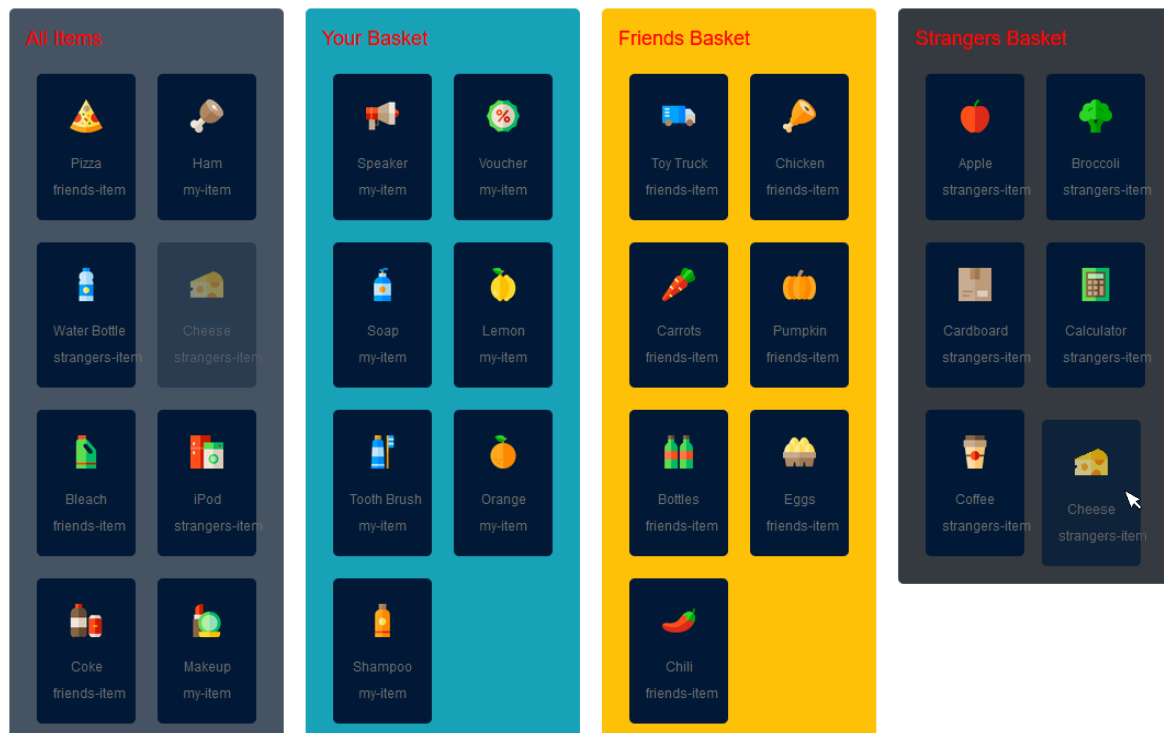 All Items
Pizza
friends-item
Ham
my-item
Water Bottle
strangers-item
Cheese
strangers-item
Bleach
friends-item
iPod
strangers-item
Coke
friends-item
Makeup
my-item
Your Basket
Speaker
my-item
%
Voucher
my-item
Soap
my-item
Lemon
my-item
Tooth Brush
my-item
Orange
my-item
Shampoo
my-item
Friends Basket
Toy Truck
friends-item
Chicken
friends-item
Carrots
friends-item
Pumpkin
friends-item
Bottles
friends-item
Eggs
friends-item
Chili
friends-item
Strangers Basket
Apple
strangers-item
Broccoli
strangers-item
Cardboard
strangers-item
Calculator
strangers-item
Coffee
strangers-item
Cheese
strangers-item